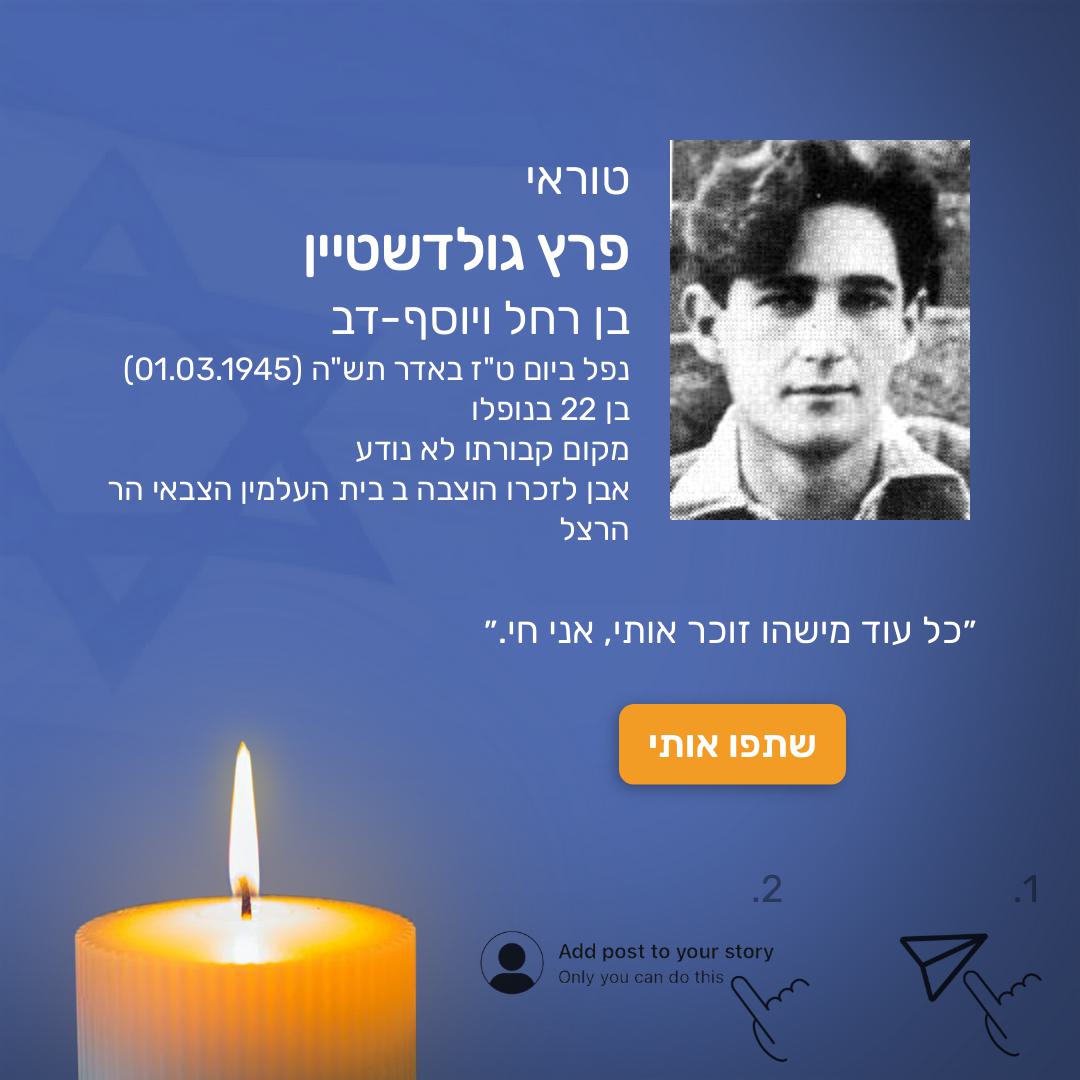 טוראי
פרץ גולדשטיין
בן רחל ויוסף-דב
נפל ביום ט"ז באדר תש"ה (01.03.1945)
בן 22 בנופלו
מקום קבורתו לא נודע
אבן לזכרו הוצבה ב בית העלמין הצבאי הר
הרצל
״כל עוד מישהו זוכר אותי, אני חי.״
שתפו אותי
1.
2.
Add post to your story
Only you can do this